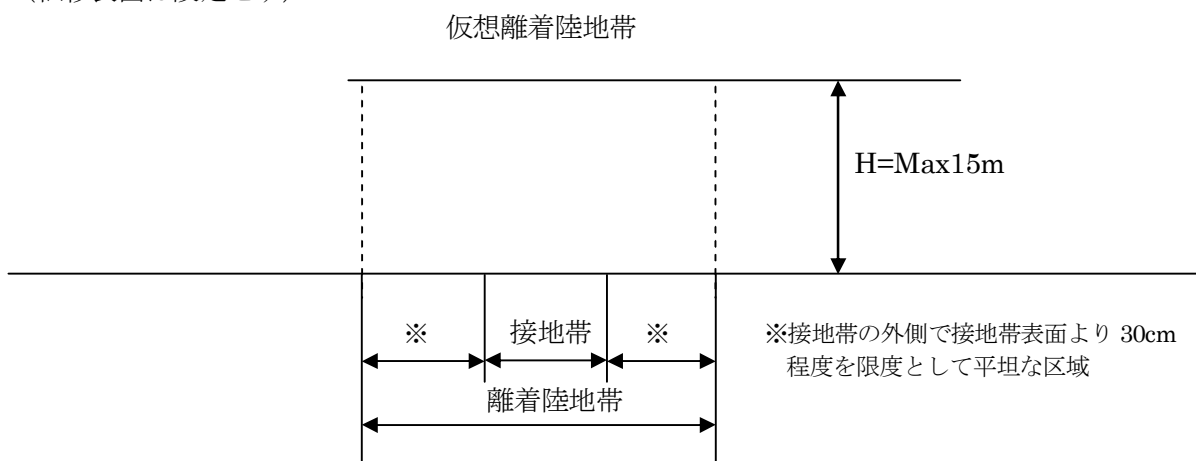 仮想離着陸地帯
H=Max15m
※ 接地帯 ※
※接地帯の外側で接地帯表面より 30cm
程度を限度として平坦な区域
離着陸地帯